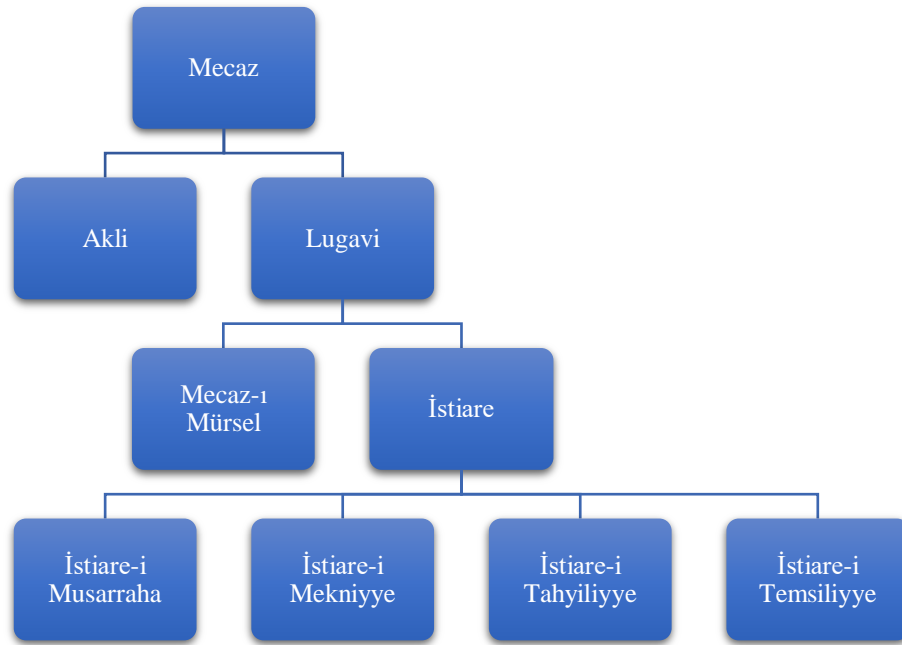 Mecaz
Akli
Lugavi
Mecaz-ı
Mürsel
İstiare
İstiare-i
Musarraha
İstiare-i
Mekniyye
İstiare-i
Tahyiliyye
İstiare-i
Temsiliyye